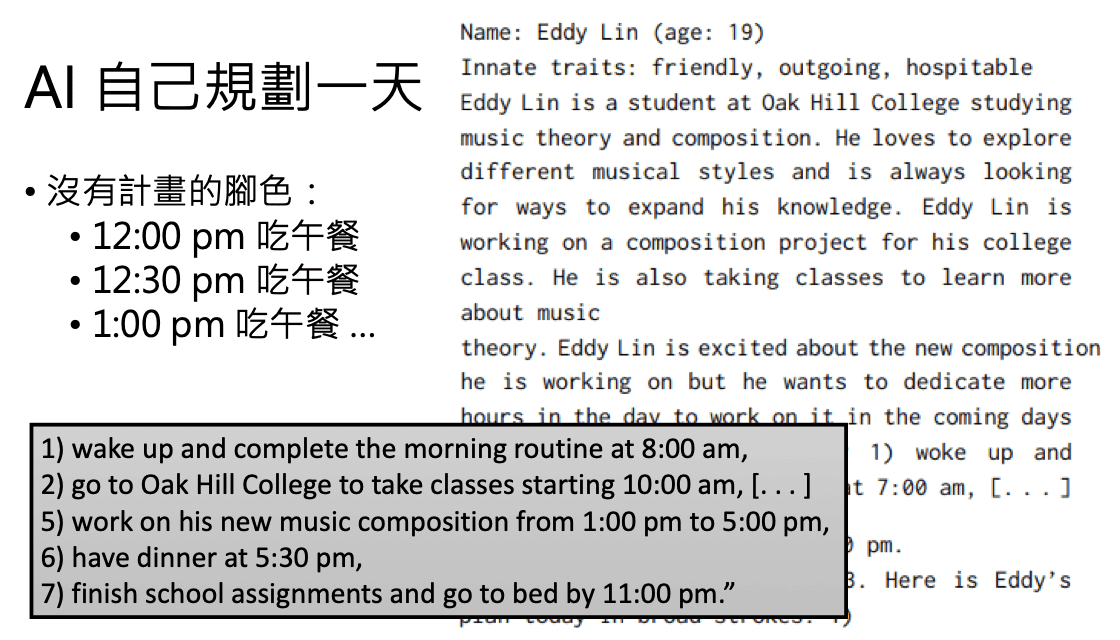 AI 自己規劃一天
• 沒有計畫的腳色：
• 12:00 pm 吃午餐
• 12:30 pm 吃午餐
• 1:00 pm 吃午餐 ...
Name: Eddy Lin (age: 19)
Innate traits: friendly, outgoing, hospitable
Eddy Lin is a student at Oak Hill College studying
music theory and composition. He loves to explore
different musical styles and is always looking
for ways to expand his knowledge. Eddy Lin is
working on a composition project for his college
class. He is also taking classes to learn more
about music
theory. Eddy Lin is excited about the new composition
he is working on but he wants to dedicate more
hours in the day to work on it in the coming days
1) woke up and
at 7:00 am, [. . . ]
pm.
Here is Eddy’s
plan today in broad strokes: 1)
1) wake up and complete the morning routine at 8:00 am,
2) go to Oak Hill College to take classes starting 10:00 am, [. . . ]
5) work on his new music composition from 1:00 pm to 5:00 pm,
6) have dinner at 5:30 pm,
7) finish school assignments and go to bed by 11:00 pm.”